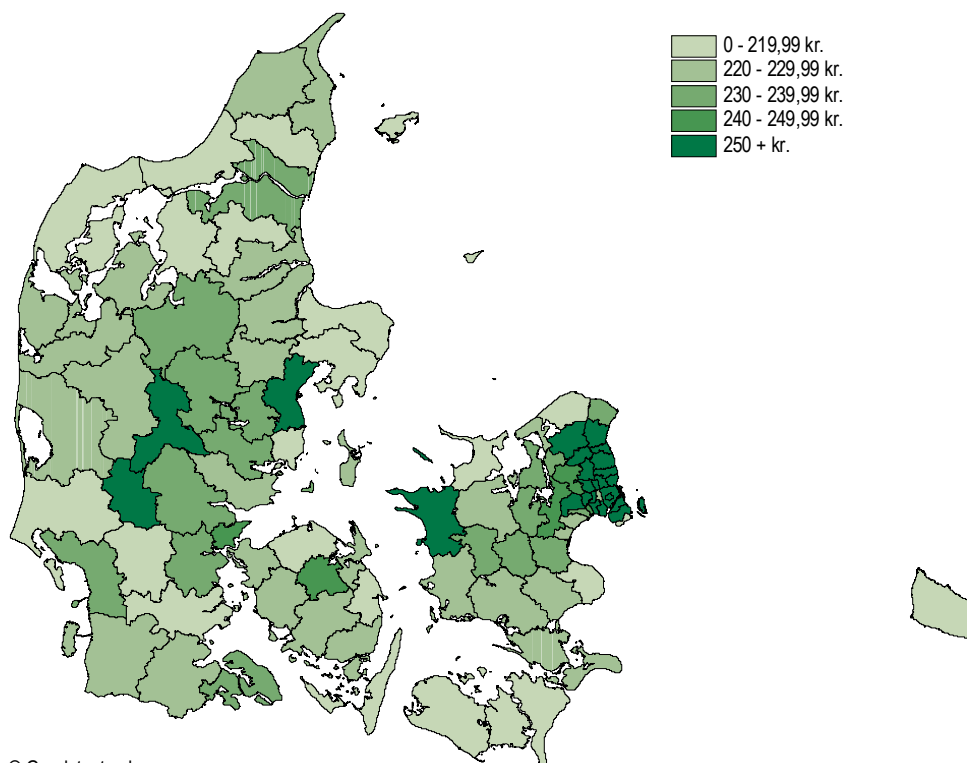 0 - 219,99 kr.
220 - 229,99 kr.
230 - 239,99 kr.
240 - 249,99 kr.
250 + kr.
©